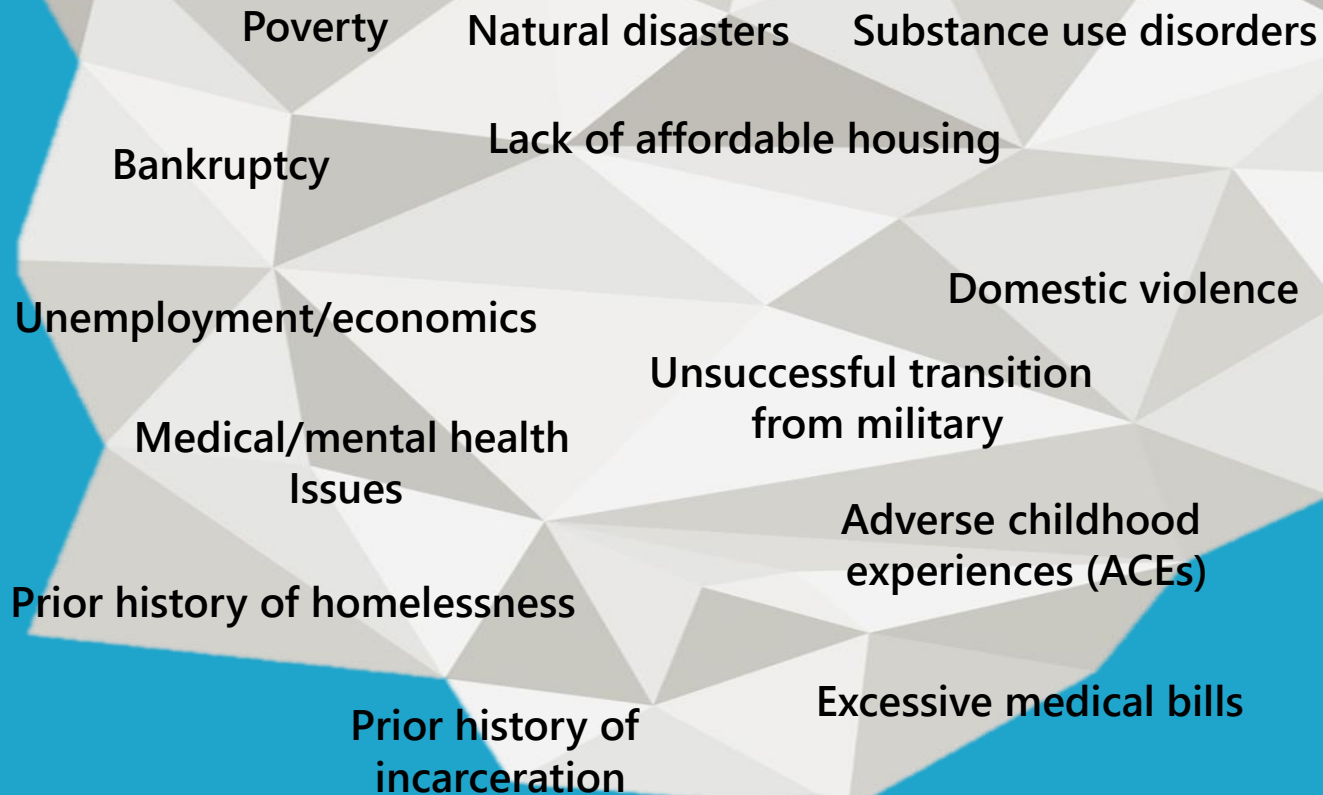 Poverty
Natural disasters
Substance use disorders
Lack of affordable housing
Bankruptcy
Domestic violence
Unemployment/economics
Unsuccessful transition
from military
Medical/mental health
Issues
Adverse childhood
experiences (ACEs)
Prior history of homelessness
Excessive medical bills
Prior history of
incarceration